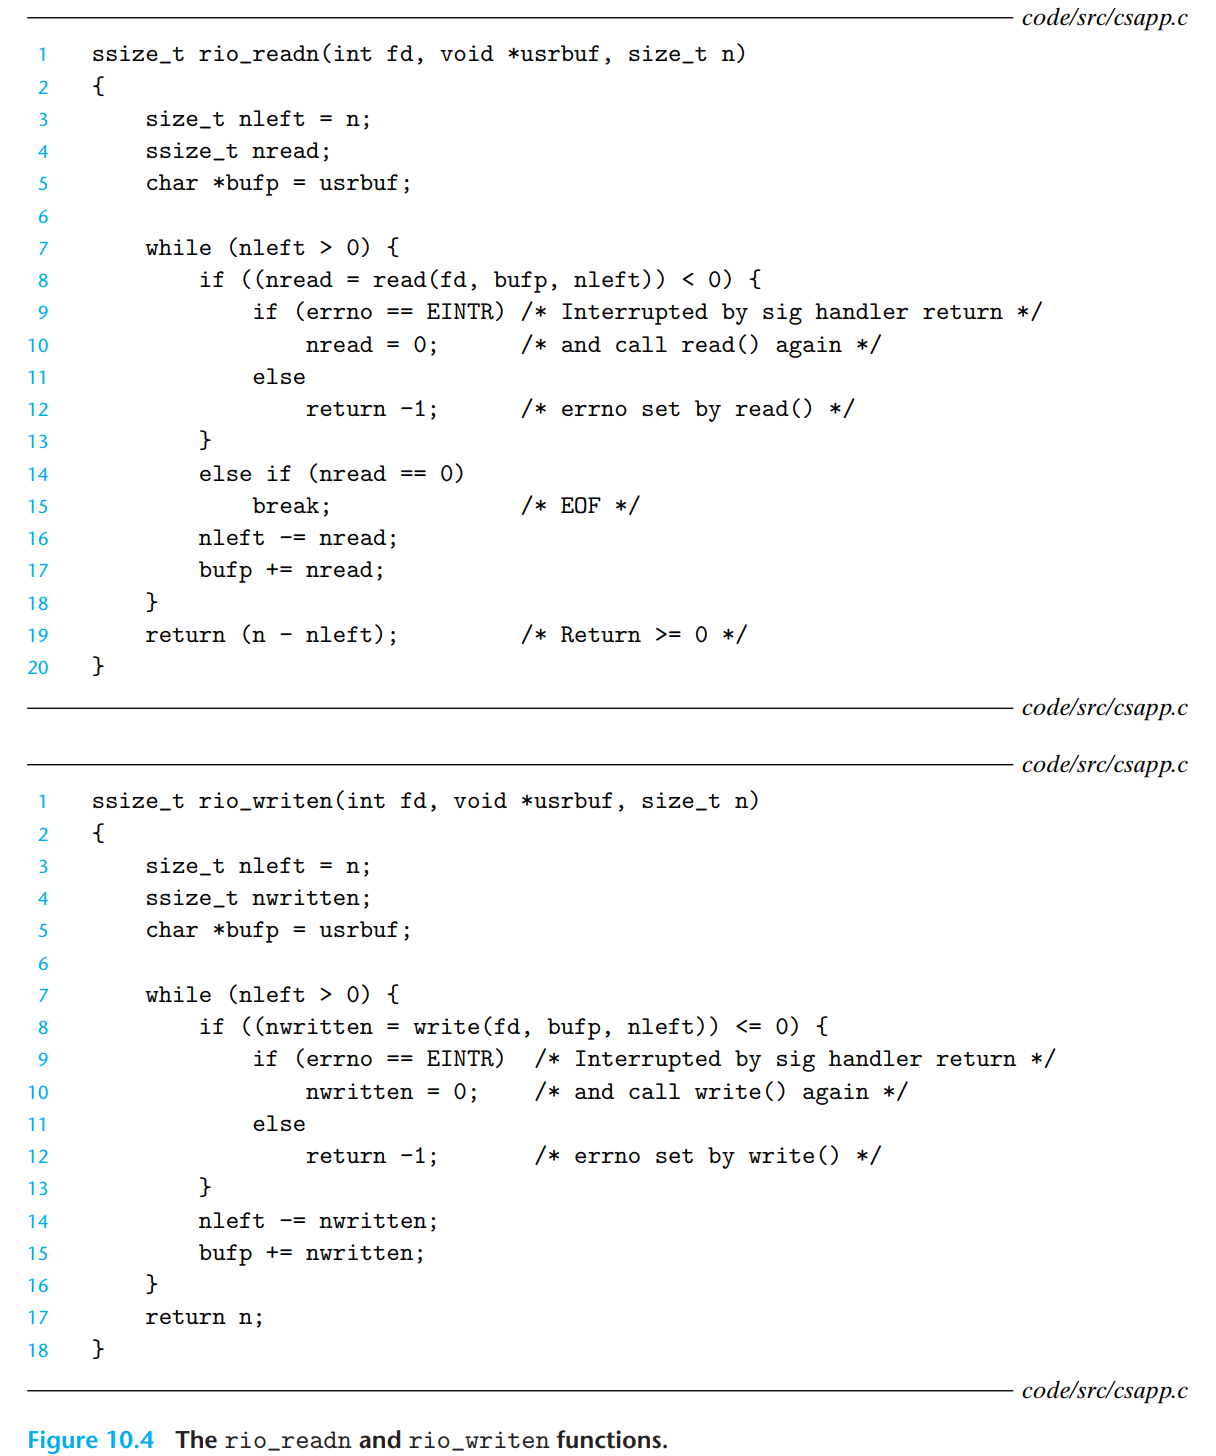 code/src/csapp.c
1 ssize_t rio_readn(int fd, void *usrbuf, size_t n)
2 {
3     size_t nleft = n;
4     ssize_t nread;
5     char *bufp = usrbuf;
6
7     while (nleft > 0) {
8         if ((nread = read(fd, bufp, nleft)) < 0) {
9             if (errno == EINTR) /* Interrupted by sig handler return */
10                 nread = 0;      /* and call read() again */
11             else
12                 return -1;      /* errno set by read() */
13         }
14         else if (nread == 0)
15             break;              /* EOF */
16         nleft -= nread;
17         bufp += nread;
18     }
19     return (n - nleft);         /* Return >= 0 */
20 }
code/src/csapp.c
code/src/csapp.c
1 ssize_t rio_writen(int fd, void *usrbuf, size_t n)
2 {
3     size_t nleft = n;
4     ssize_t nwritten;
5     char *bufp = usrbuf;
6
7     while (nleft > 0) {
8         if ((nwritten = write(fd, bufp, nleft)) <= 0) {
9             if (errno == EINTR)  /* Interrupted by sig handler return */
10                 nwritten = 0;    /* and call write() again */
11             else
12                 return -1;       /* errno set by write() */
13         }
14         nleft -= nwritten;
15         bufp += nwritten;
16     }
17     return n;
18 }
code/src/csapp.c
Figure 10.4 The rio_readn and rio_writen functions.